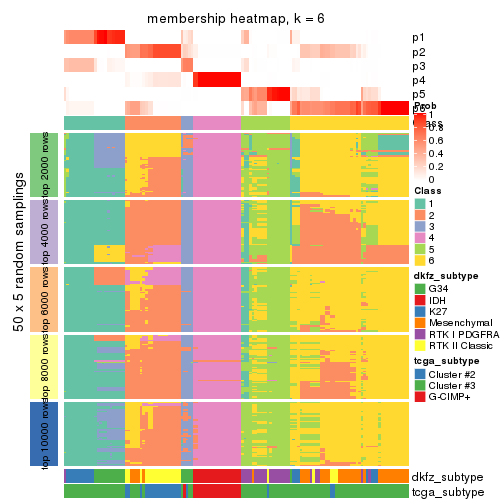 membership heatmap, k = 6
p1
p2
p3
p4
p5
p6
Class
50 x 5 random samplings
top 2000 rows
top 4000 rows
top 6000 rows
top 8000 rows
top 10000 rows
dkfz_subtype
tcga_subtype
Prob
1
0.8
0.6
0.4
0.2
0
Class
1
2
3
4
5
6
dkfz_subtype
G34
IDH
K27
Mesenchymal
RTK I PDGFRA
RTK II Classic
tcga_subtype
Cluster #2
Cluster #3
G-CIMP+